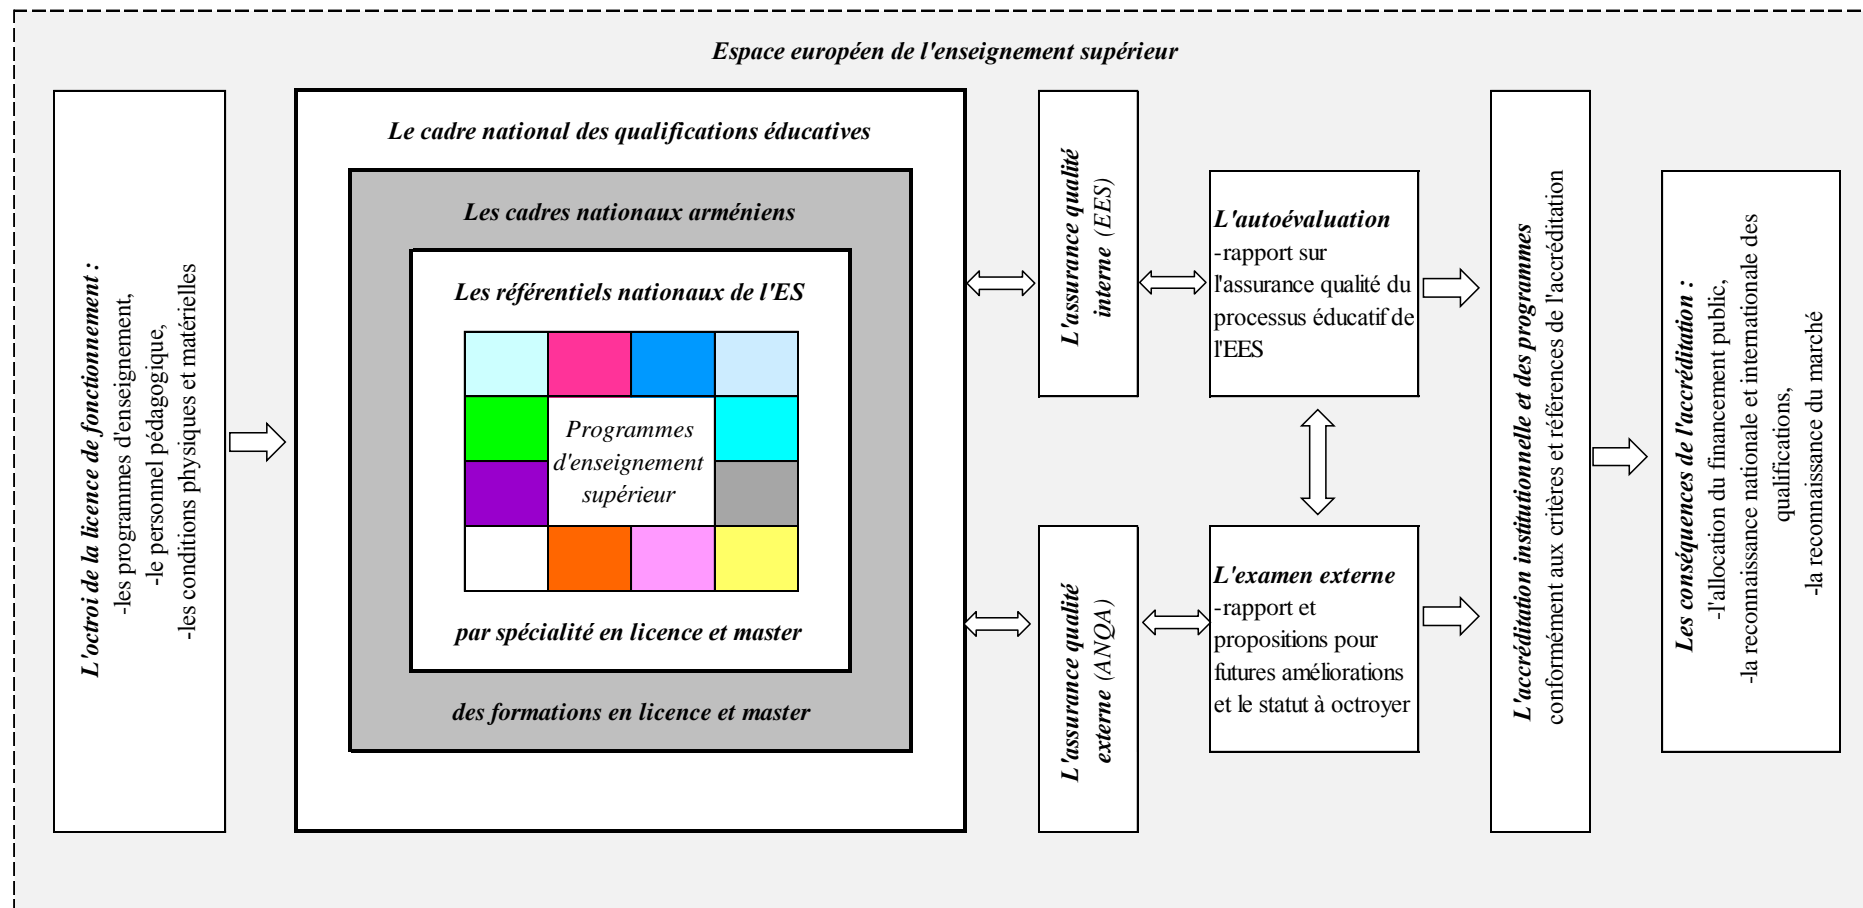 Espace européen de l'enseignement supérieur
L'octroi de la licence de fonctionnement :
-les programmes d'enseignement,
-le personnel pédagogique,
-les conditions physiques et matérielles
Le cadre national des qualifications éducatives
Les cadres nationaux arméniens
Les référentiels nationaux de l'ES
Programmes
d'enseignement
supérieur
par spécialité en licence et master
des formations en licence et master
L'assurance qualité
interne (EES)
L'assurance qualité
externe (ANQA)
L'autoévaluation
-rapport sur
l'assurance qualité du
processus éducatif de
l'EES
L'examen externe
-rapport et
propositions pour
futures améliorations
et le statut à octroyer
L'accréditation institutionnelle et des programmes
conformément aux critères et références de l'accréditation
Les conséquences de l'accréditation :
-l'allocation du financement public,
-la reconnaissance nationale et internationale des
qualifications,
-la reconnaissance du marché